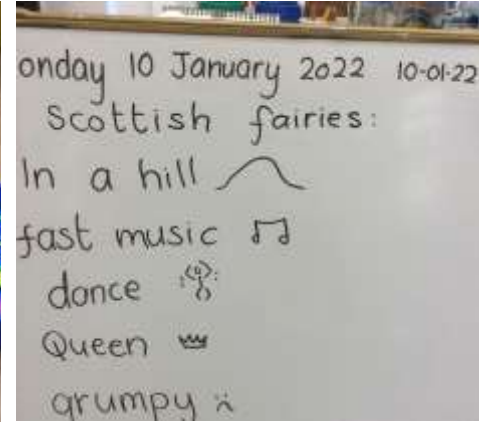 onday 10 January 2022 10-01-22
Scottish fairies:
In a hill
fast music
dance
Queen
grumpy